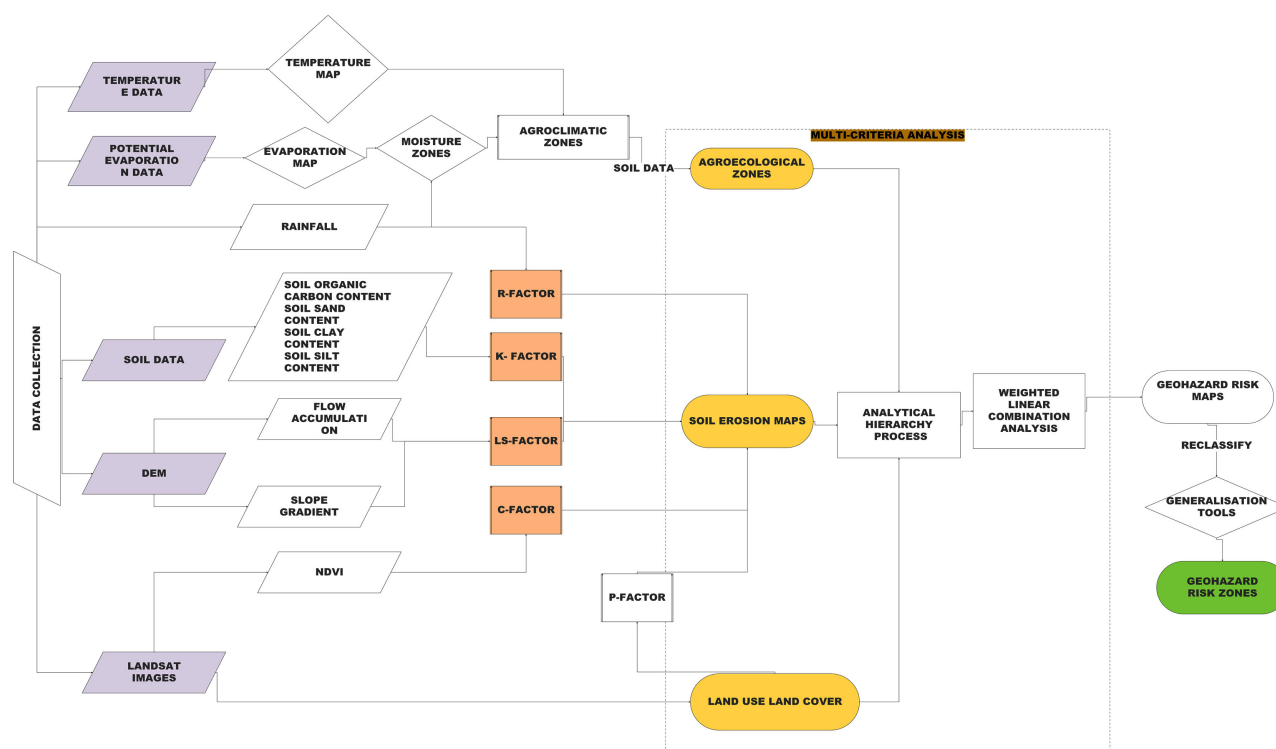 TEMPERATUR
E DATA
TEMPERATURE
MAP
POTENTIAL
EVAPORATIO
N DATA
EVAPORATION
MAP
MOISTURE
ZONES
AGROCLIMATIC
ZONES
MULTI-CRITERIA ANALYSIS
SOIL DATA
AGROECOLOGICAL
ZONES
RAINFALL
DATA COLLECTION
SOIL ORGANIC
CARBON CONTENT
SOIL SAND
CONTENT
SOIL CLAY
CONTENT
SOIL SILT
CONTENT
R-FACTOR
SOIL DATA
K- FACTOR
FLOW
ACCUMULATI
ON
LS-FACTOR
SOIL EROSION MAPS
ANALYTICAL
HIERARCHY
PROCESS
WEIGHTED
LINEAR
COMBINATION
ANALYSIS
GEOHAZARD RISK
MAPS
RECLASSIFY
DEM
SLOPE
GRADIENT
C-FACTOR
GENERALISATION
TOOLS
NDVI
P-FACTOR
GEOHAZARD
RISK ZONES
LANDSAT
IMAGES
LAND USE LAND COVER